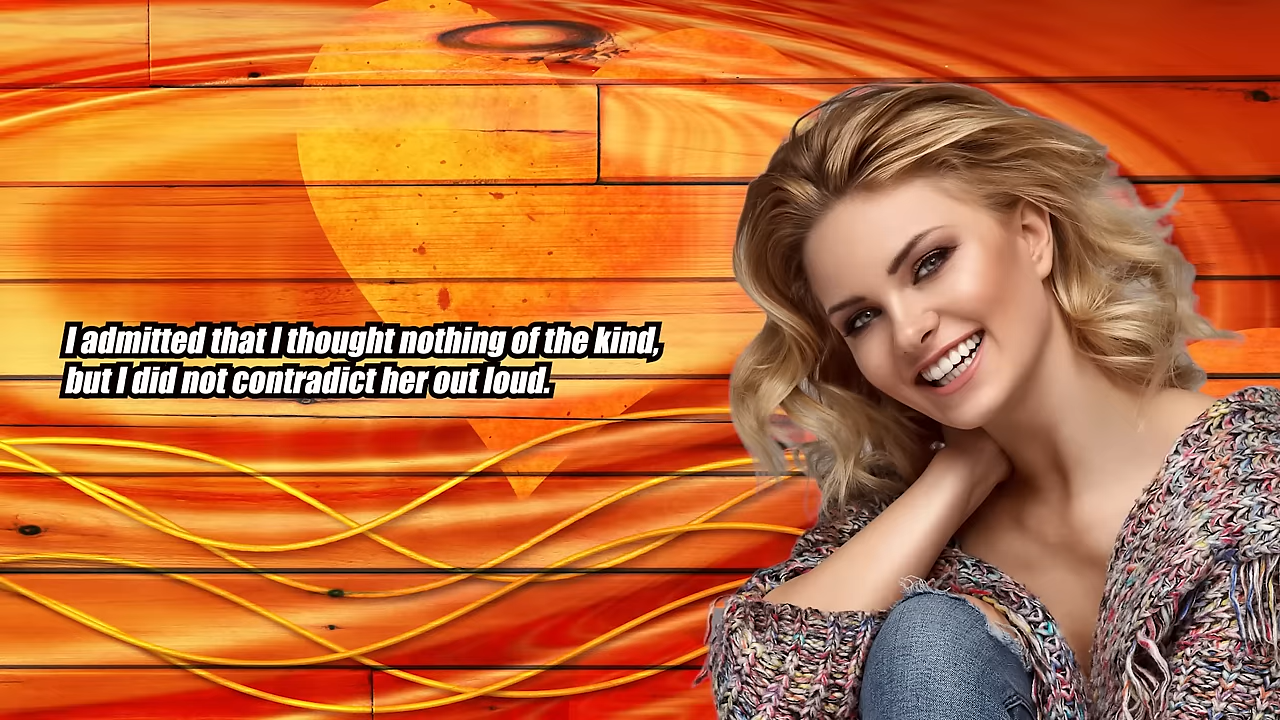 I admitted that I thought nothing of the kind,
but I did not contradict her out loud.